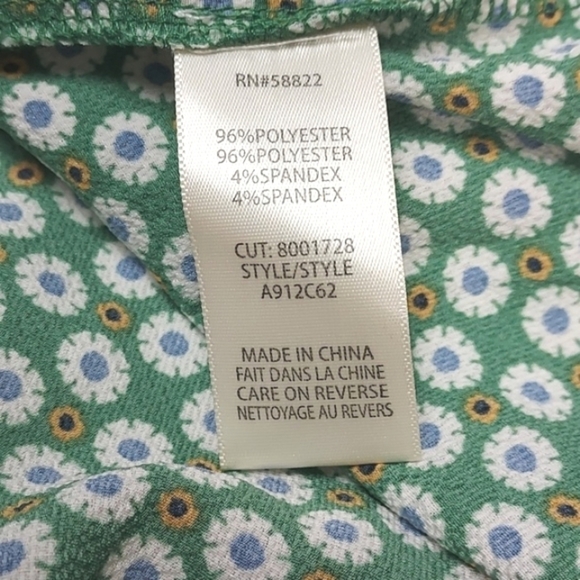 RN#58822
96%POLYESTER
96%POLYESTER
4%SPANDEX
4%SPANDEX
CUT: 8001728
STYLE/STYLE
A912C62
MADE IN CHINA
FAIT DANS LA CHINE
CARE ON REVERSE
NETTOYAGE AU REVERS